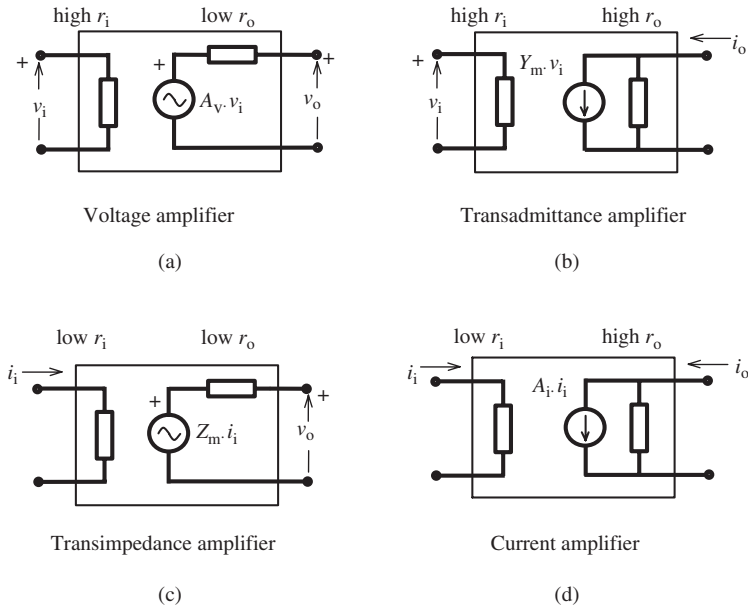 high r_i
low r_o
+
v_i
+
A_v.v_i
+
v_o
Voltage amplifier
(a)
high r_i
high r_o
i_o
+
v_i
Y_m.v_i
Transadmittance amplifier
(b)
low r_i
low r_o
i_i
+
Z_m.i_i
+
v_o
Transimpedance amplifier
(c)
low r_i
high r_o
i_i
A_i.i_i
i_o
Current amplifier
(d)